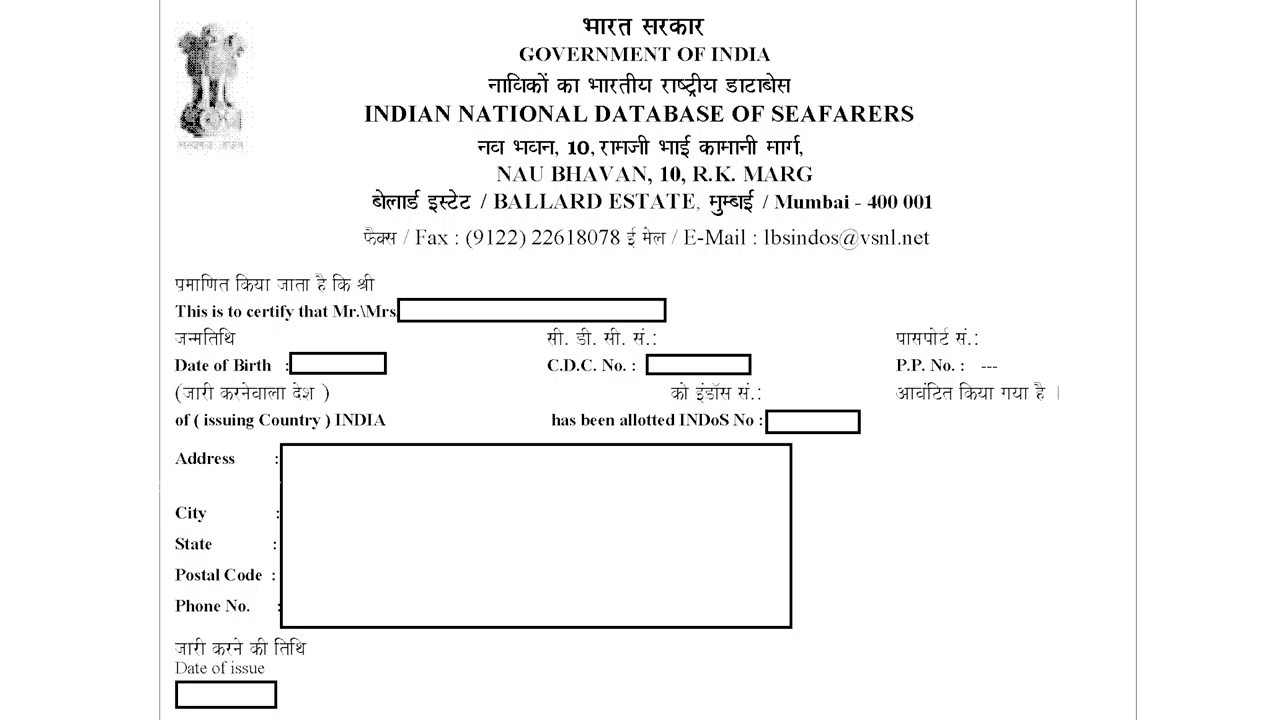 भारत सरकार
GOVERNMENT OF INDIA
नाविकों का भारतीय राष्ट्रीय डाटाबेस
INDIAN NATIONAL DATABASE OF SEAFARERS
नव भवन, 10, रामजी भाई कामानी मार्ग,
NAU BHAVAN, 10, R.K. MARG
बेलार्ड इस्टेट / BALLARD ESTATE, मुम्बाई / Mumbai - 400 001
फैक्स / Fax : (9122) 22618078 ई मेल / E-Mail : lbsindos@vsnl.net
प्रमाणित किया जाता है कि श्री
This is to certify that Mr.\Mrs
जन्मतिथि सी. डी. सी. सं.: पासपोर्ट सं.:
Date of Birth : C.D.C. No. : P.P. No. : ---
(जारी करनेवाला देश ) को इंडॉस सं.: आवंटित किया गया है ।
of ( issuing Country ) INDIA has been allotted INDoS No :
Address :
City :
State :
Postal Code :
Phone No. :
जारी करने की तिथि
Date of issue